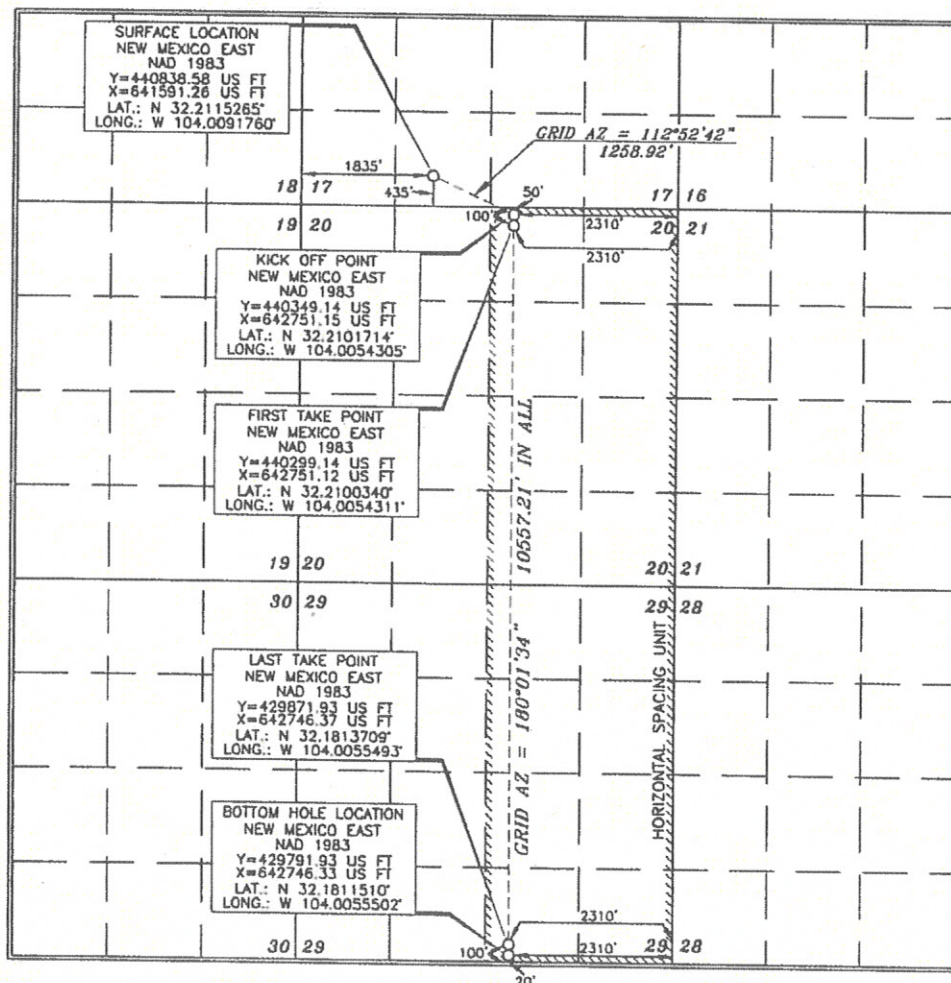 SURFACE LOCATION
NEW MEXICO EAST
NAD 1983
Y=440838.58 US FT
X=641591.26 US FT
LAT.: N 32.2115265°
LONG.: W 104.0091760°
GRID AZ = 112°52'42"
1258.92'
1835'
435'
50'
18 17
17 16
100'
2310'
19 20
20 21
2310'
KICK OFF POINT
NEW MEXICO EAST
NAD 1983
Y=440349.14 US FT
X=642751.15 US FT
LAT.: N 32.2101714°
LONG.: W 104.0054305°
FIRST TAKE POINT
NEW MEXICO EAST
NAD 1983
Y=440299.14 US FT
X=642751.12 US FT
LAT.: N 32.2100340°
LONG.: W 104.0054311°
10557.21' IN ALL
19 20
20 21
30 29
29 28
GRID AZ = 180°01'34"
HORIZONTAL SPACING UNIT
LAST TAKE POINT
NEW MEXICO EAST
NAD 1983
Y=429871.93 US FT
X=642746.37 US FT
LAT.: N 32.1813709°
LONG.: W 104.0055493°
BOTTOM HOLE LOCATION
NEW MEXICO EAST
NAD 1983
Y=429791.93 US FT
X=642746.33 US FT
LAT.: N 32.1811510°
LONG.: W 104.0055502°
2310'
30 29
100'
2310'
29 28
20'